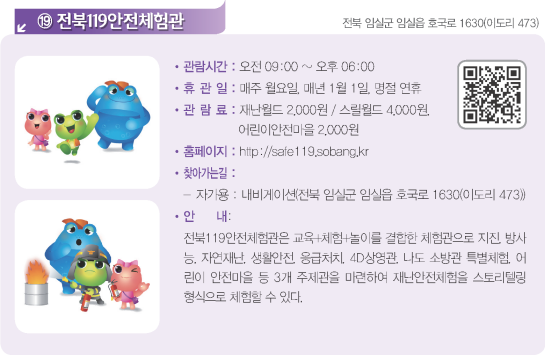 ⑲ 전북119안전체험관
전북 임실군 임실읍 호국로 1630(이도리 473)
• 관람시간 : 오전 09:00 ~ 오후 06:00
• 휴 관 일 : 매주 월요일, 매년 1월 1일, 명절 연휴
• 관 람 료 : 재난월드 2,000원 / 스릴월드 4,000원,
어린이안전마을 2,000원
• 홈페이지 : http://safe119.sobang.kr
• 찾아가는길 :
– 자가용 : 내비게이션(전북 임실군 임실읍 호국로 1630(이도리 473))
• 안 내:
전북119안전체험관은 교육+체험+놀이를 결합한 체험관으로 지진, 방사
능, 자연재난, 생활안전, 응급처치, 4D상영관, 나도 소방관 특별체험, 어
린이 안전마을 등 3개 주제관을 마련하여 재난안전체험을 스토리텔링
형식으로 체험할 수 있다.